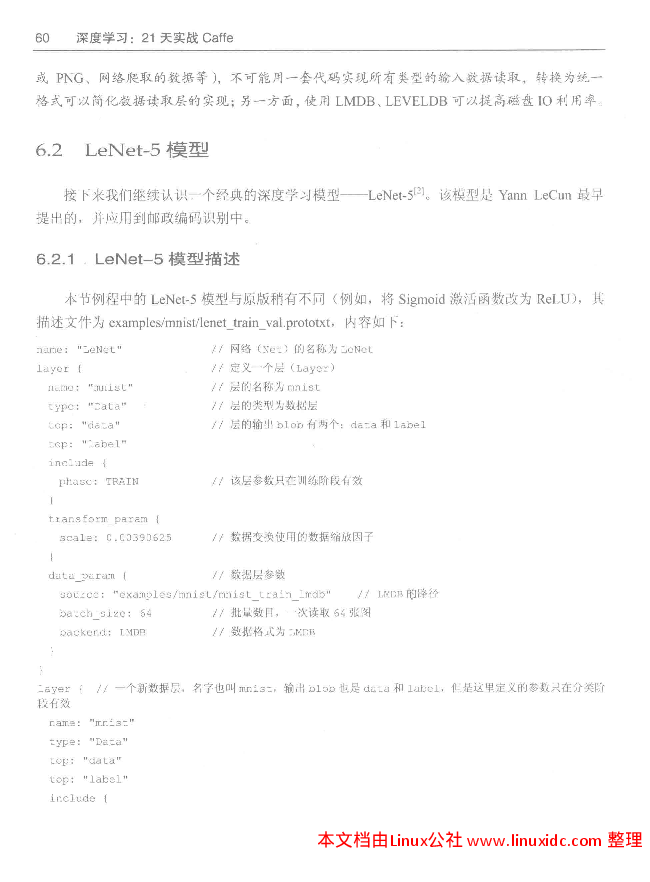 60 深度学习：21 天实战 Caffe
或 PNG、网络爬取的数据等），不可能用一套代码实现所有类型的输入数据读取，转换为统一
格式可以简化数据读取层的实现；另一方面，使用 LMDB、LEVELDB 可以提高磁盘 IO 利用率。
6.2 LeNet-5 模型
接下来我们继续认识一个经典的深度学习模型——LeNet-5[2]。该模型是 Yann LeCun 最早
提出的，并应用到邮政编码识别中。
6.2.1 LeNet-5 模型描述
本节例程中的 LeNet-5 模型与原版稍有不同（例如，将 Sigmoid 激活函数改为 ReLU），其
描述文件为 examples/mnist/lenet_train_val.prototxt，内容如下：
name: "LeNet" // 网络（Net）的名称为 LeNet
layer { // 定义一个层（Layer）
name: "mnist" // 层的名称为 mnist
type: "Data" // 层的类型为数据层
top: "data" // 层的输出 blob 有两个：data 和 label
top: "label"
include {
phase: TRAIN // 该层参数只在训练阶段有效
}
transform_param {
scale: 0.00390625 // 数据变换使用的数据缩放因子
}
data_param { // 数据层参数
source: "examples/mnist/mnist_train_lmdb" // LMDB 的路径
batch_size: 64 // 批量数目，一次读取 64 张图
backend: LMDB // 数据格式为 LMDB
}
}
layer { // 一个新数据层，名字也叫 mnist，输出 blob 也是 data 和 label，但是这里定义的参数只在分类阶
段有效
name: "mnist"
type: "Data"
top: "data"
top: "label"
include {
本文档由Linux公社 www.linuxidc.com 整理